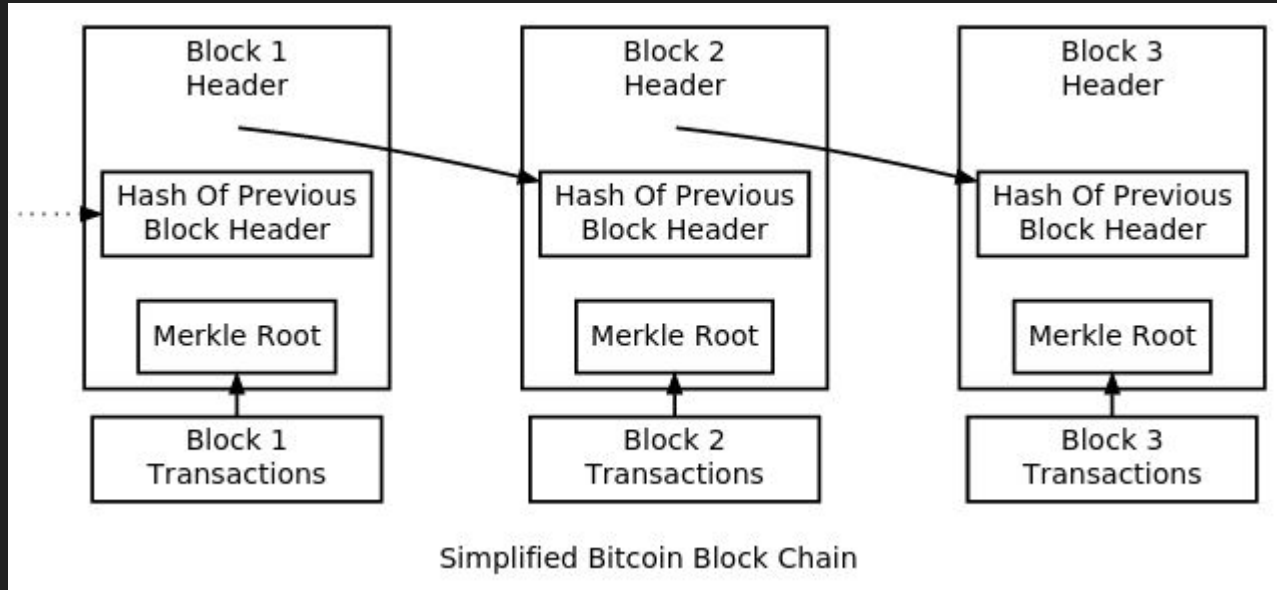 Block 1
Header
Hash Of Previous
Block Header
Merkle Root
Block 1
Transactions
Block 2
Header
Hash Of Previous
Block Header
Merkle Root
Block 2
Transactions
Block 3
Header
Hash Of Previous
Block Header
Merkle Root
Block 3
Transactions
Simplified Bitcoin Block Chain